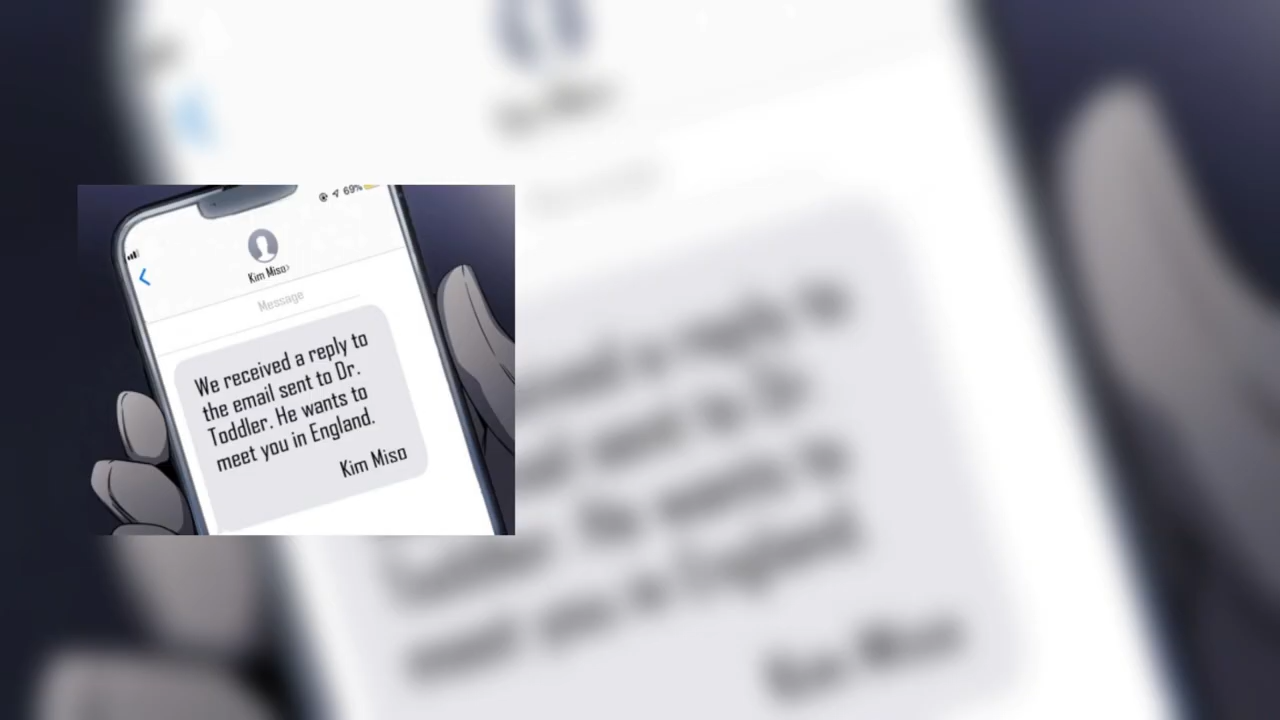 69%
Kim Miso›
Message
We received a reply to
the email sent to Dr.
Toddler. He wants to
meet you in England.
Kim Miso